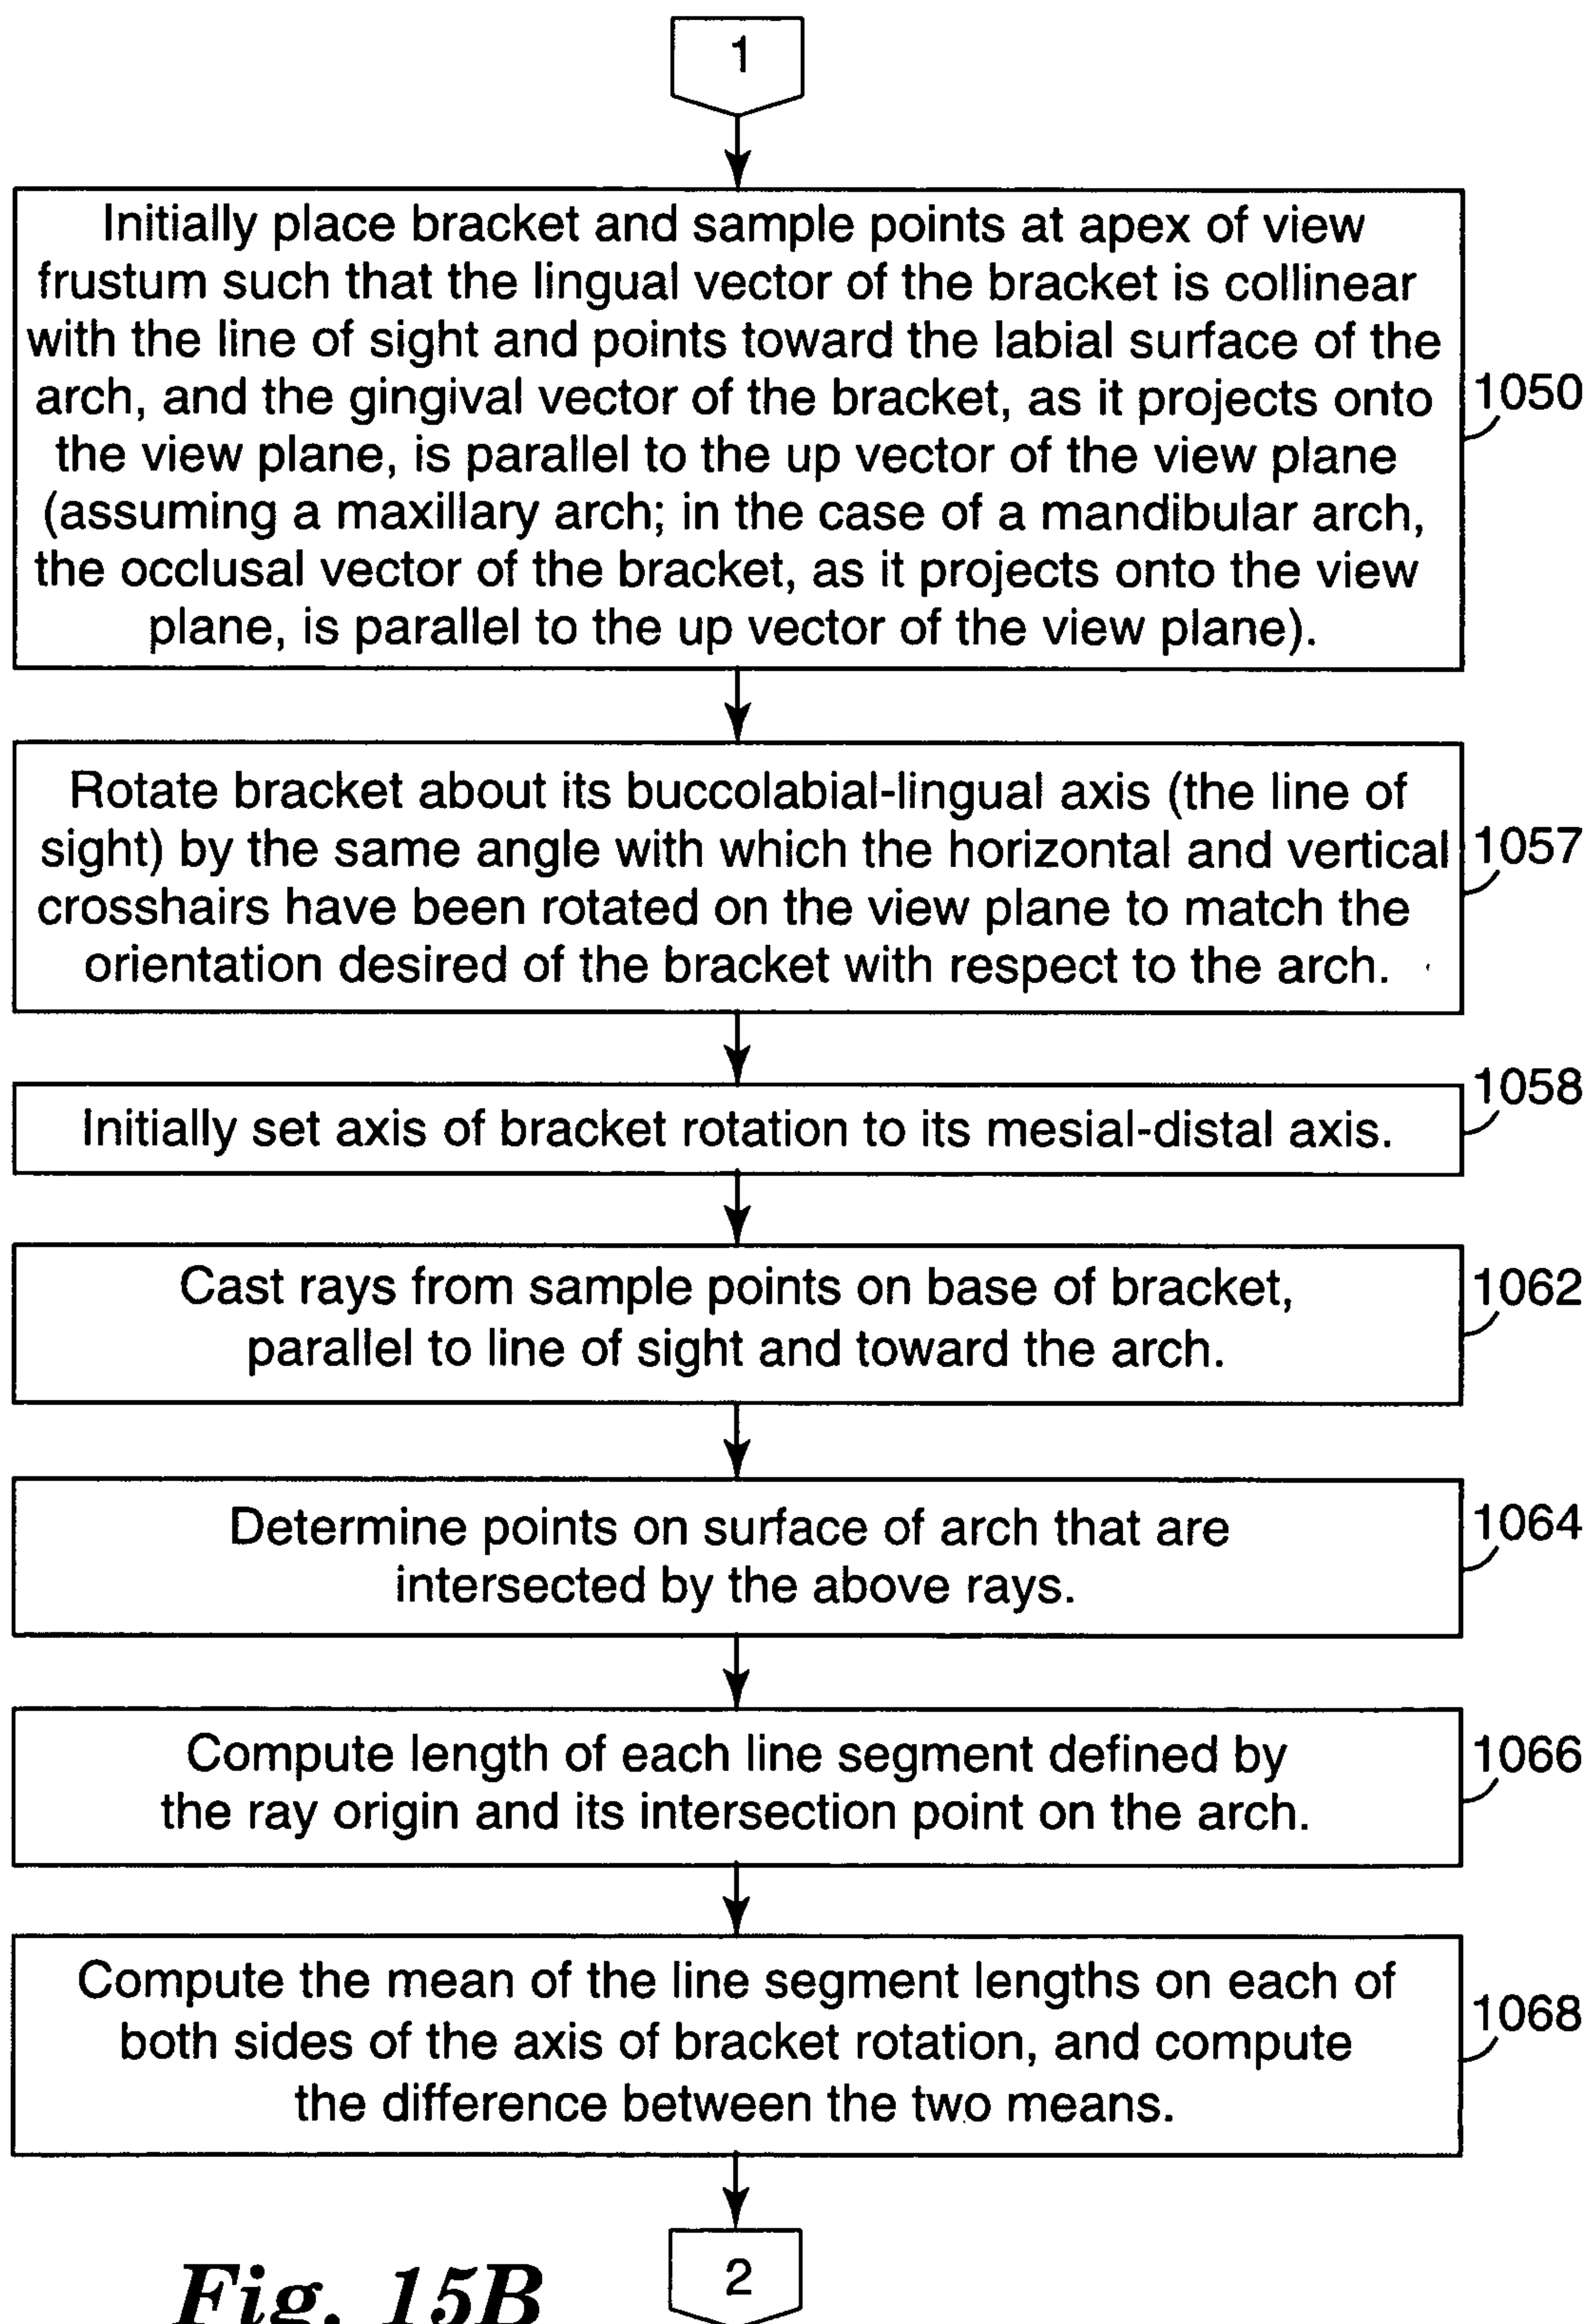 1
Initially place bracket and sample points at apex of view
frustum such that the lingual vector of the bracket is collinear
with the line of sight and points toward the labial surface of the
arch, and the gingival vector of the bracket, as it projects onto
the view plane, is parallel to the up vector of the view plane
(assuming a maxillary arch; in the case of a mandibular arch,
the occlusal vector of the bracket, as it projects onto the view
plane, is parallel to the up vector of the view plane).
1050
Rotate bracket about its buccolabial-lingual axis (the line of
sight) by the same angle with which the horizontal and vertical
crosshairs have been rotated on the view plane to match the
orientation desired of the bracket with respect to the arch.
1057
Initially set axis of bracket rotation to its mesial-distal axis.
1058
Cast rays from sample points on base of bracket,
parallel to line of sight and toward the arch.
1062
Determine points on surface of arch that are
intersected by the above rays.
1064
Compute length of each line segment defined by
the ray origin and its intersection point on the arch.
1066
Compute the mean of the line segment lengths on each of
both sides of the axis of bracket rotation, and compute
the difference between the two means.
1068
2
Fig. 15B